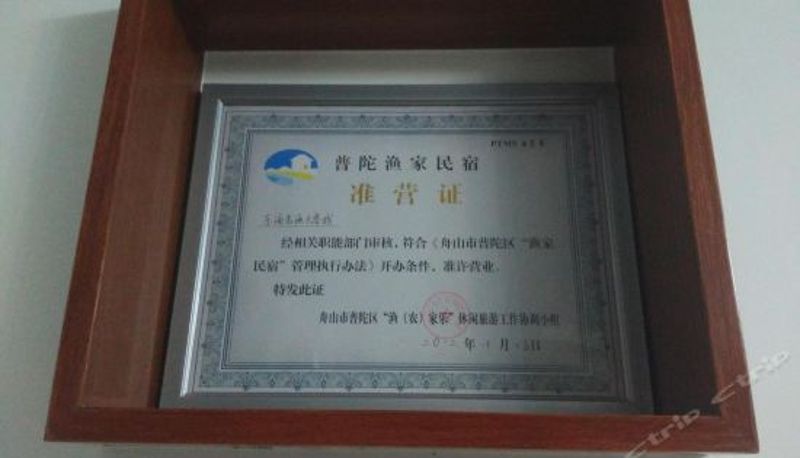 普陀渔家民宿
准营证
经相关职能部门审核，符合《舟山市普陀区“渔家
民宿”管理执行办法》开办条件，准许营业。
特发此证
舟山市普陀区“渔（农）家乐”休闲旅游工作协调小组
年 月 日
ctrip ctrip